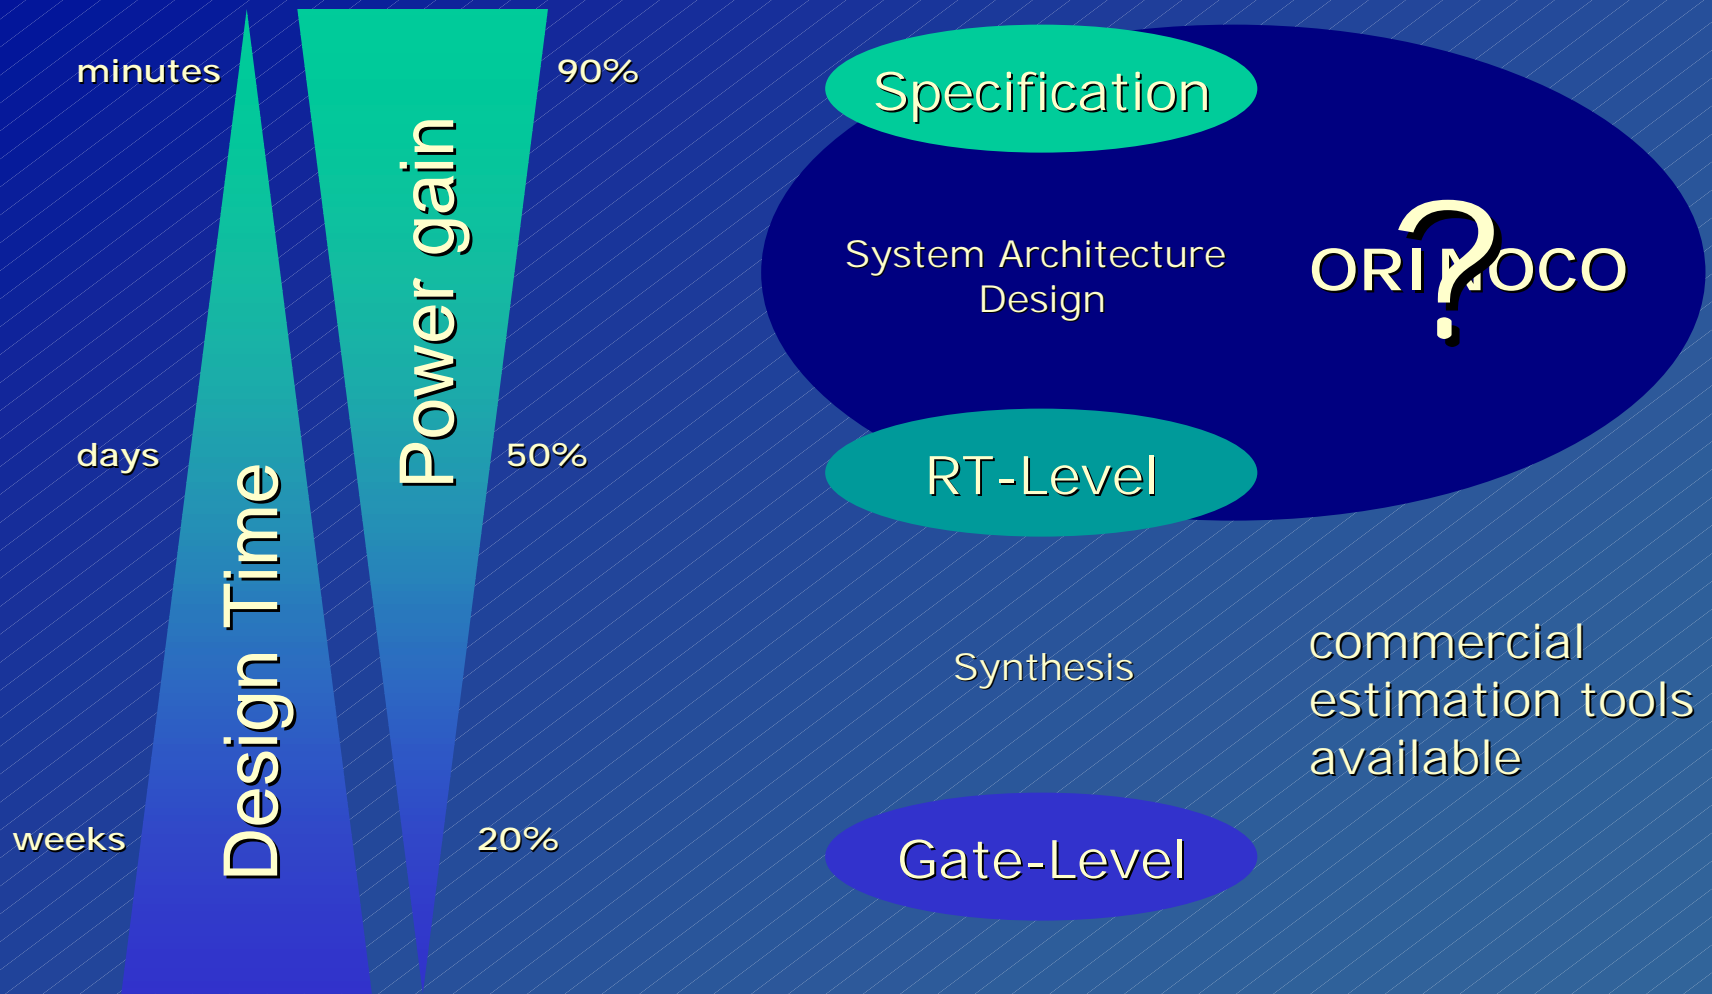 minutes
90%
Specification
Power gain
System Architecture
Design
ORINOCO
?
days
50%
RT-Level
Design Time
Synthesis
commercial
estimation tools
available
weeks
20%
Gate-Level